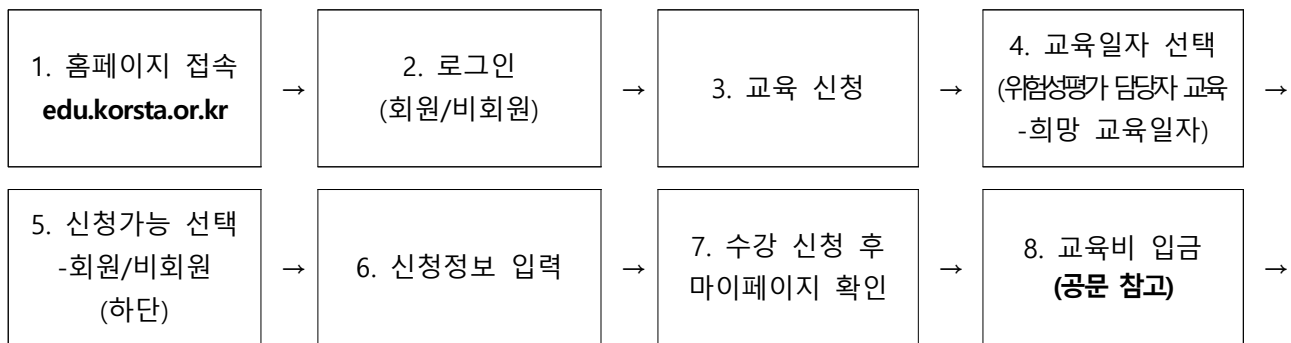 1. 홈페이지 접속
edu.korsta.or.kr
→
2. 로그인
(회원/비회원)
→
3. 교육 신청
→
4. 교육일자 선택
(위험성평가 담당자 교육
-희망 교육일자)
→
5. 신청가능 선택
-회원/비회원
(하단)
→
6. 신청정보 입력
→
7. 수강 신청 후
마이페이지 확인
→
8. 교육비 입금
(공문 참고)
→